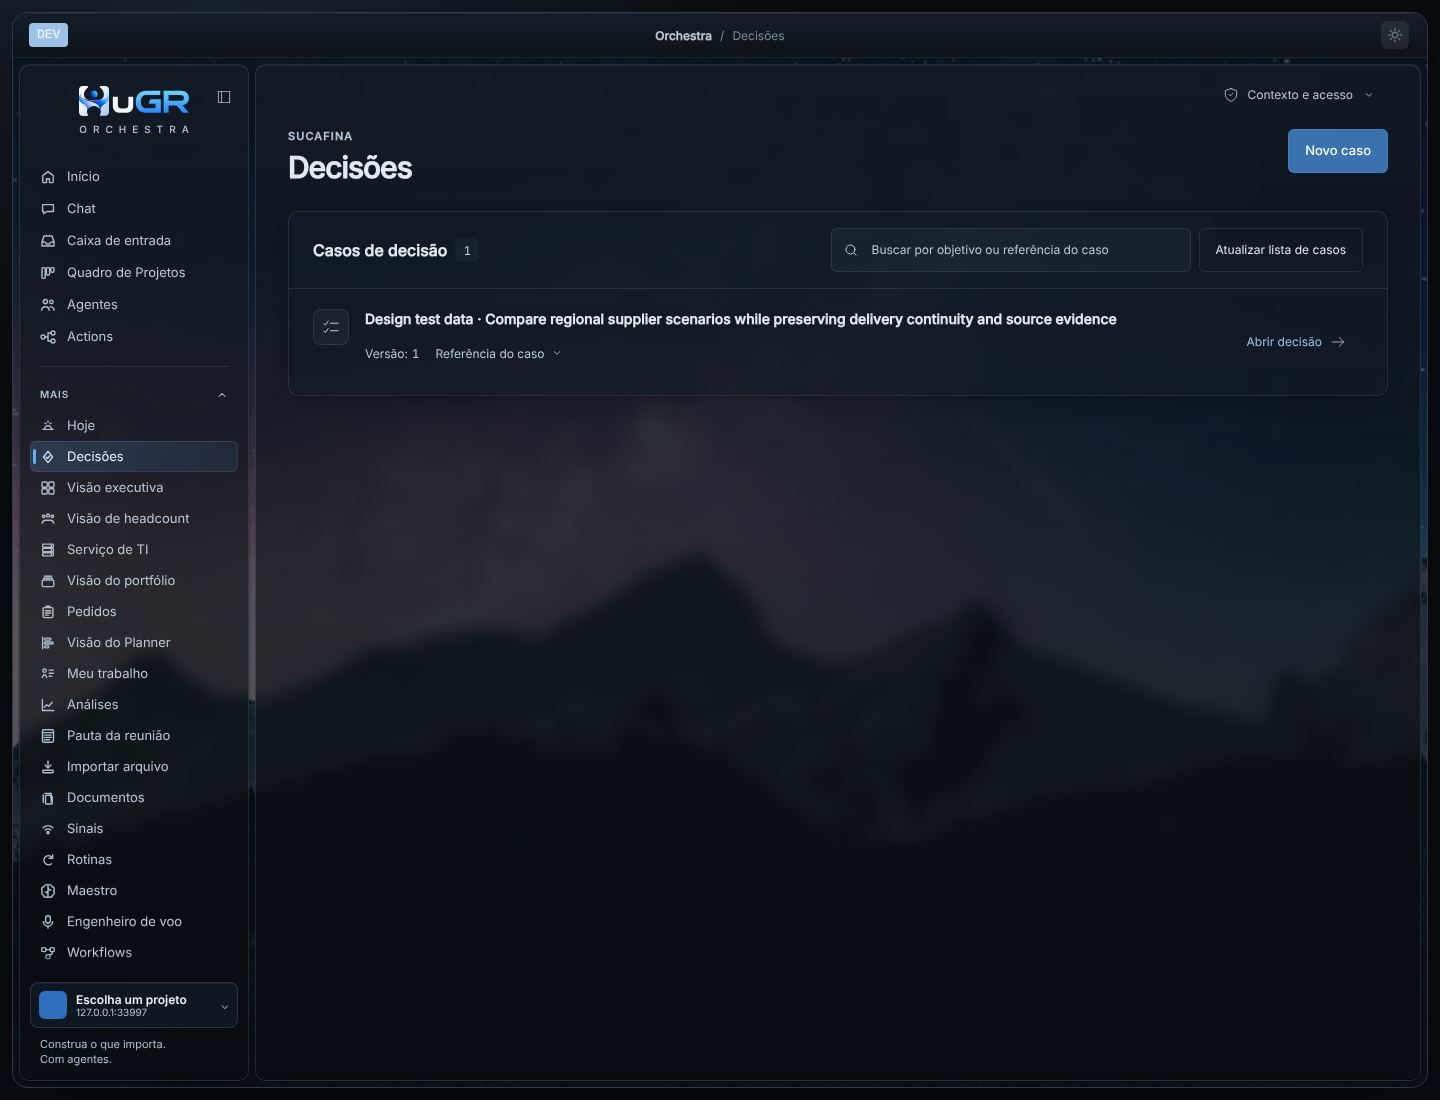 DEV
Orchestra / Decisões
HuGR
ORCHESTRA
Início
Chat
Caixa de entrada
Quadro de Projetos
Agentes
Actions
MAIS
Hoje
Decisões
Visão executiva
Visão de headcount
Serviço de TI
Visão do portfólio
Pedidos
Visão do Planner
Meu trabalho
Análises
Pauta da reunião
Importar arquivo
Documentos
Sinais
Rotinas
Maestro
Engenheiro de voo
Workflows
Escolha um projeto
127.0.0.1:33997
Construa o que importa.
Com agentes.
Contexto e acesso
SUCAFINA
Decisões
Novo caso
Casos de decisão 1
Buscar por objetivo ou referência do caso
Atualizar lista de casos
Design test data · Compare regional supplier scenarios while preserving delivery continuity and source evidence
Versão: 1 Referência do caso
Abrir decisão